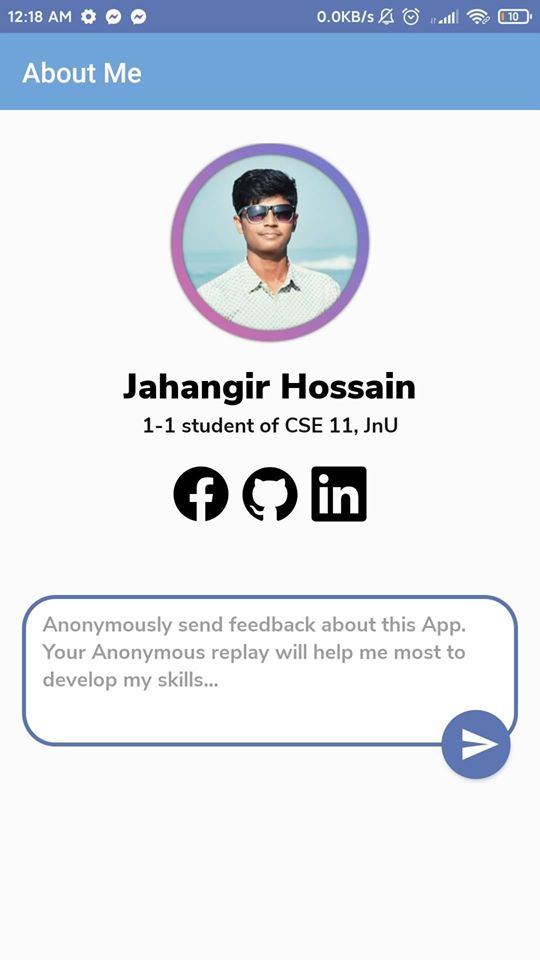 12:18 AM 0.0KB/s 10
About Me
Jahangir Hossain
1-1 student of CSE 11, JnU
in
Anonymously send feedback about this App.
Your Anonymous replay will help me most to
develop my skills...